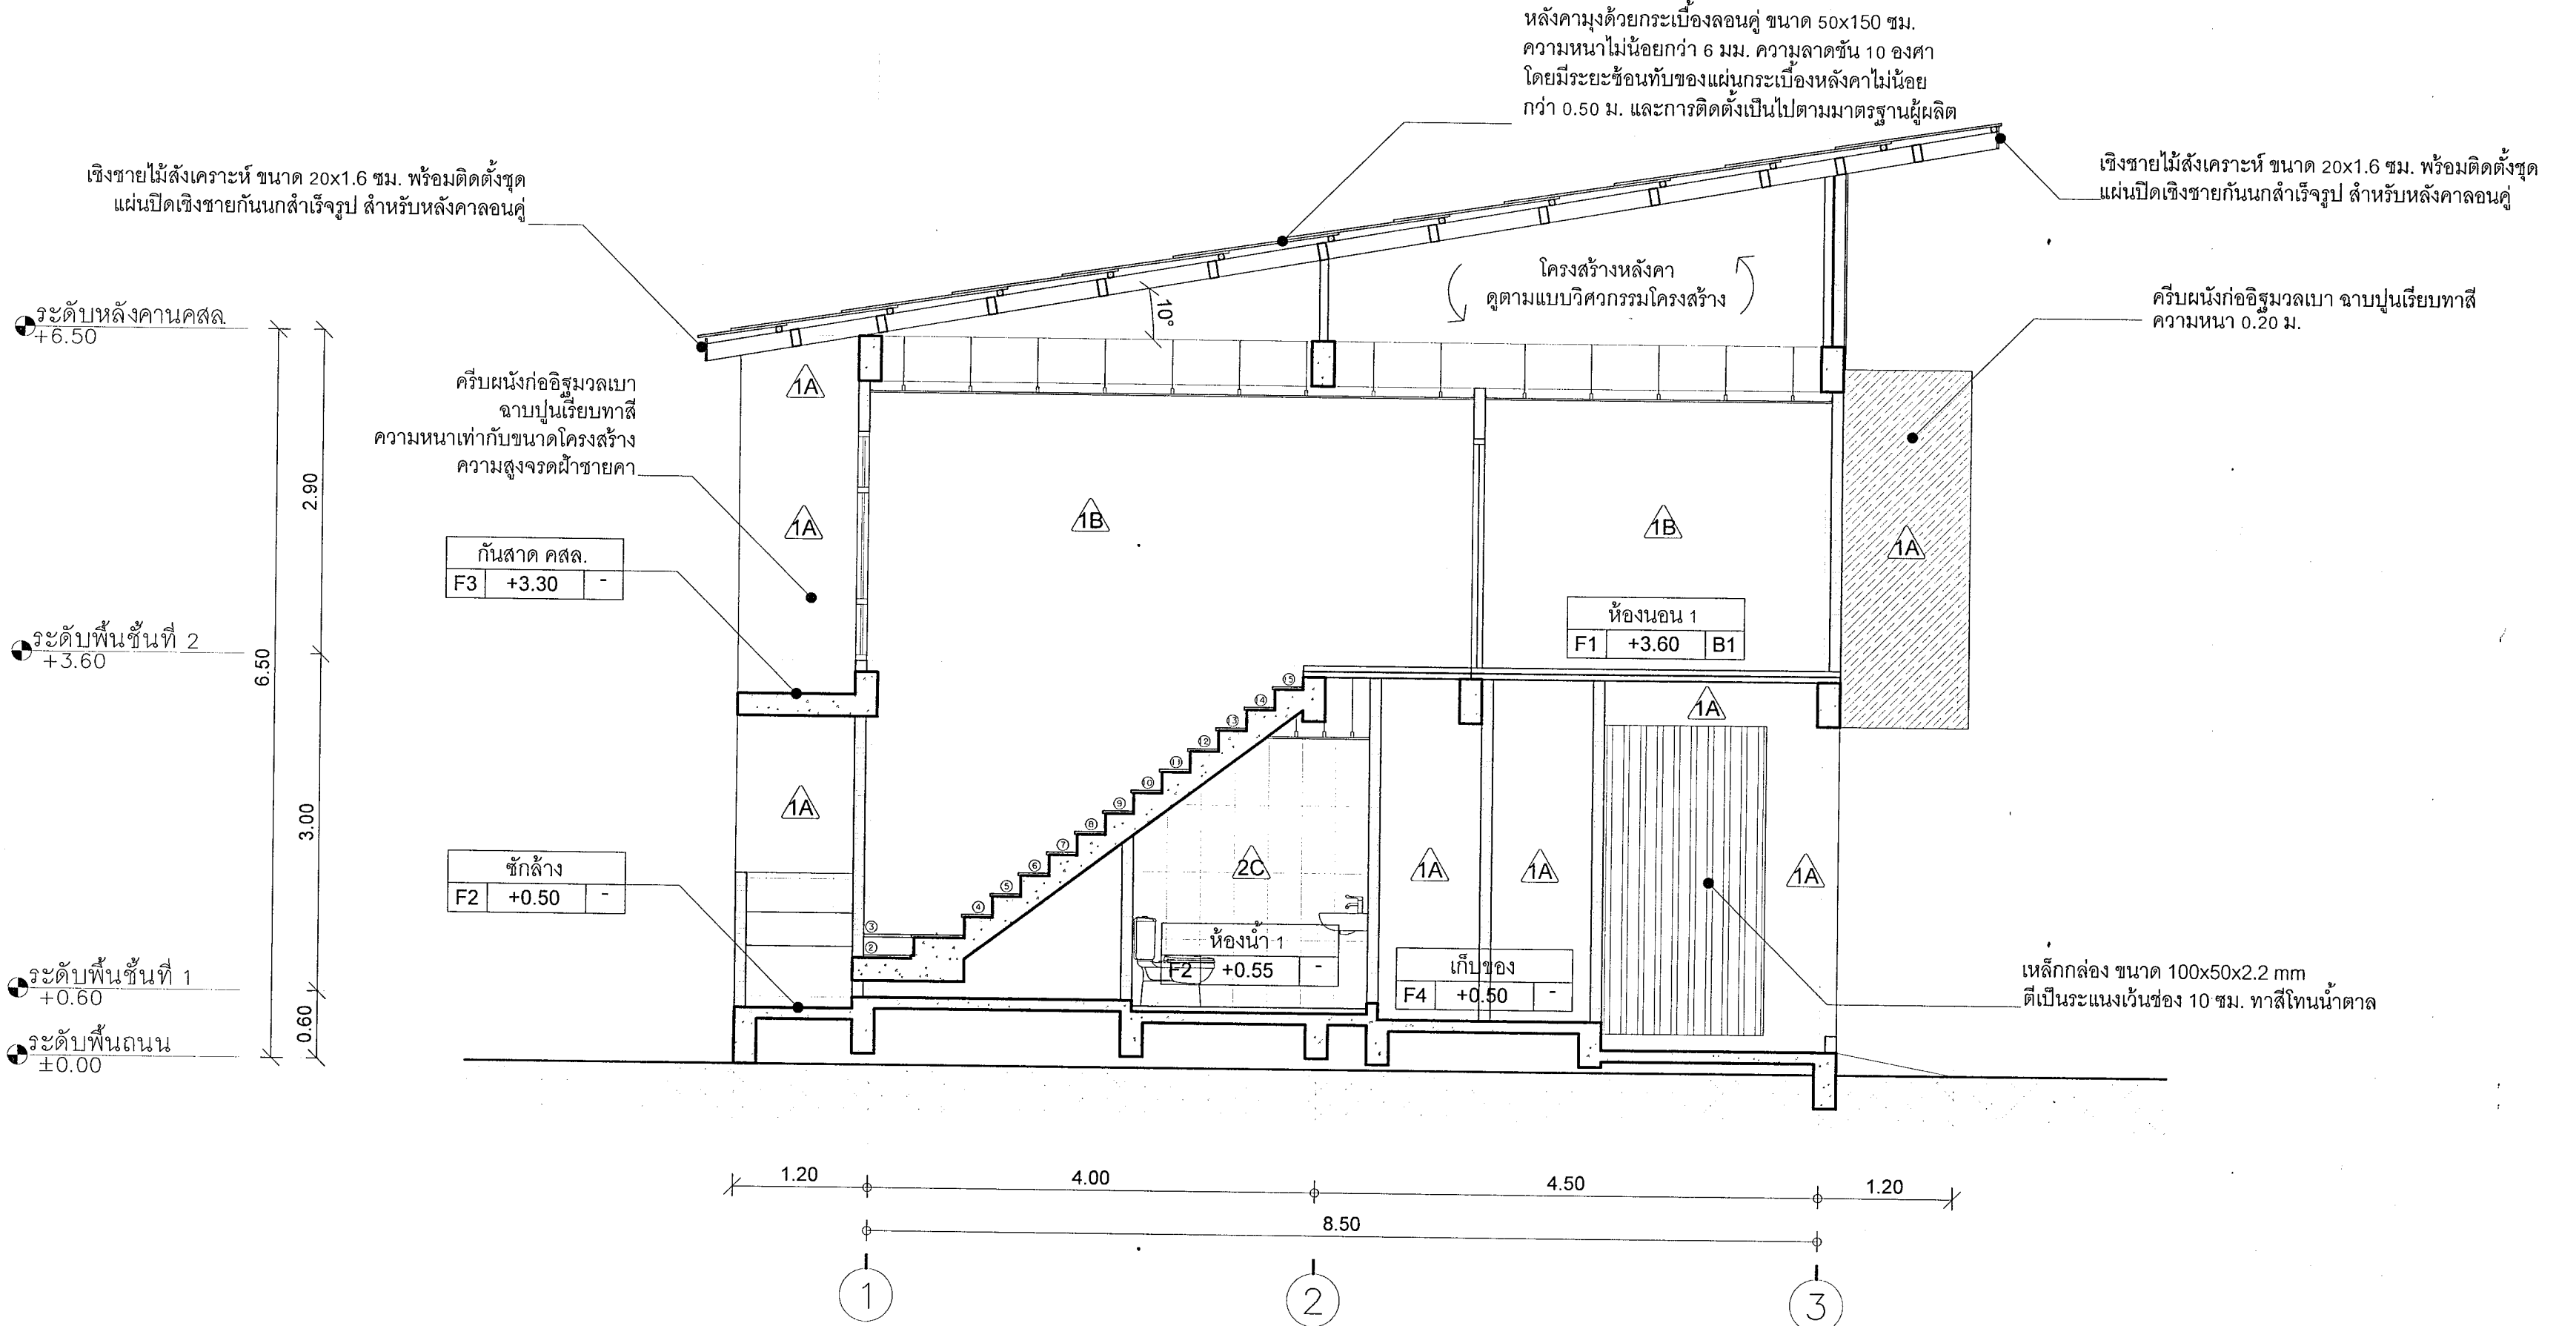 หลังคามุงด้วยกระเบื้องลอนคู่ ขนาด 50x150 ซม.
ความหนาไม่น้อยกว่า 6 มม. ความลาดชัน 10 องศา
โดยมีระยะซ้อนทับของแผ่นกระเบื้องหลังคาไม่น้อย
กว่า 0.50 ม. และการติดตั้งเป็นไปตามมาตรฐานผู้ผลิต
เชิงชายไม้สังเคราะห์ ขนาด 20x1.6 ซม. พร้อมติดตั้งชุด
แผ่นปิดเชิงชายกันนกสำเร็จรูป สำหรับหลังคาลอนคู่
เชิงชายไม้สังเคราะห์ ขนาด 20x1.6 ซม. พร้อมติดตั้งชุด
แผ่นปิดเชิงชายกันนกสำเร็จรูป สำหรับหลังคาลอนคู่
โครงสร้างหลังคา
ดูตามแบบวิศวกรรมโครงสร้าง
10°
ครีบผนังก่ออิฐมวลเบา ฉาบปูนเรียบทาสี
ความหนา 0.20 ม.
ระดับหลังคานคสล.
+6.50
ครีบผนังก่ออิฐมวลเบา
ฉาบปูนเรียบทาสี
ความหนาเท่ากับขนาดโครงสร้าง
ความสูงจรดฝ้าชายคา
1A
2.90
1A
1B
1B
1A
กันสาด คสล.
F3 +3.30 -
ห้องนอน 1
F1 +3.60 B1
ระดับพื้นชั้นที่ 2
+3.60
6.50
15
14
13
12
11
10
9
8
7
6
5
4
3
2
1A
1A
3.00
2C
1A
1A
1A
ซักล้าง
F2 +0.50 -
ห้องน้ำ 1
F2 +0.55 -
เก็บของ
F4 +0.50 -
เหล็กกล่อง ขนาด 100x50x2.2 mm
ตีเป็นระแนงเว้นช่อง 10 ซม. ทาสีโทนน้ำตาล
ระดับพื้นชั้นที่ 1
+0.60
0.60
ระดับพื้นถนน
±0.00
1.20 4.00 4.50 1.20
8.50
1 2 3